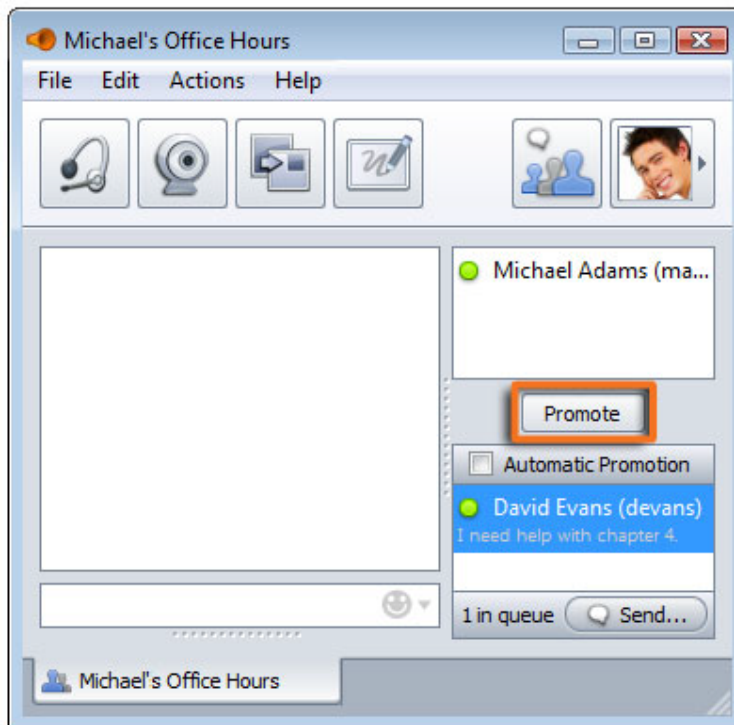 Michael's Office Hours
File Edit Actions Help
Michael Adams (ma...
Promote
Automatic Promotion
David Evans (devans)
I need help with chapter 4.
1 in queue Send...
Michael's Office Hours